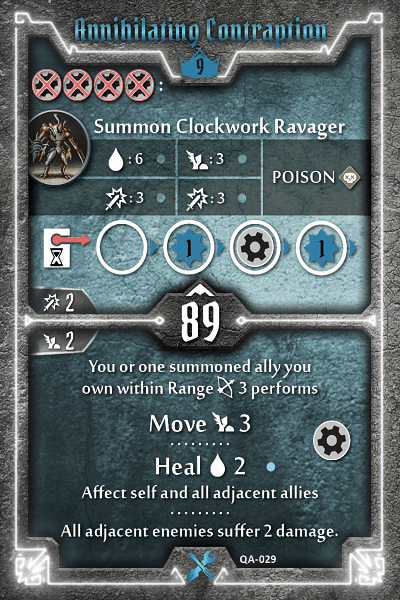 Annihilating Contraption
9
:
Summon Clockwork Ravager
: 6 : 3
POISON
: 3 : 3
1 1
2
89
2
You or one summoned ally you
own within Range 3 performs
Move 3
Heal 2
Affect self and all adjacent allies
All adjacent enemies suffer 2 damage.
QA-029